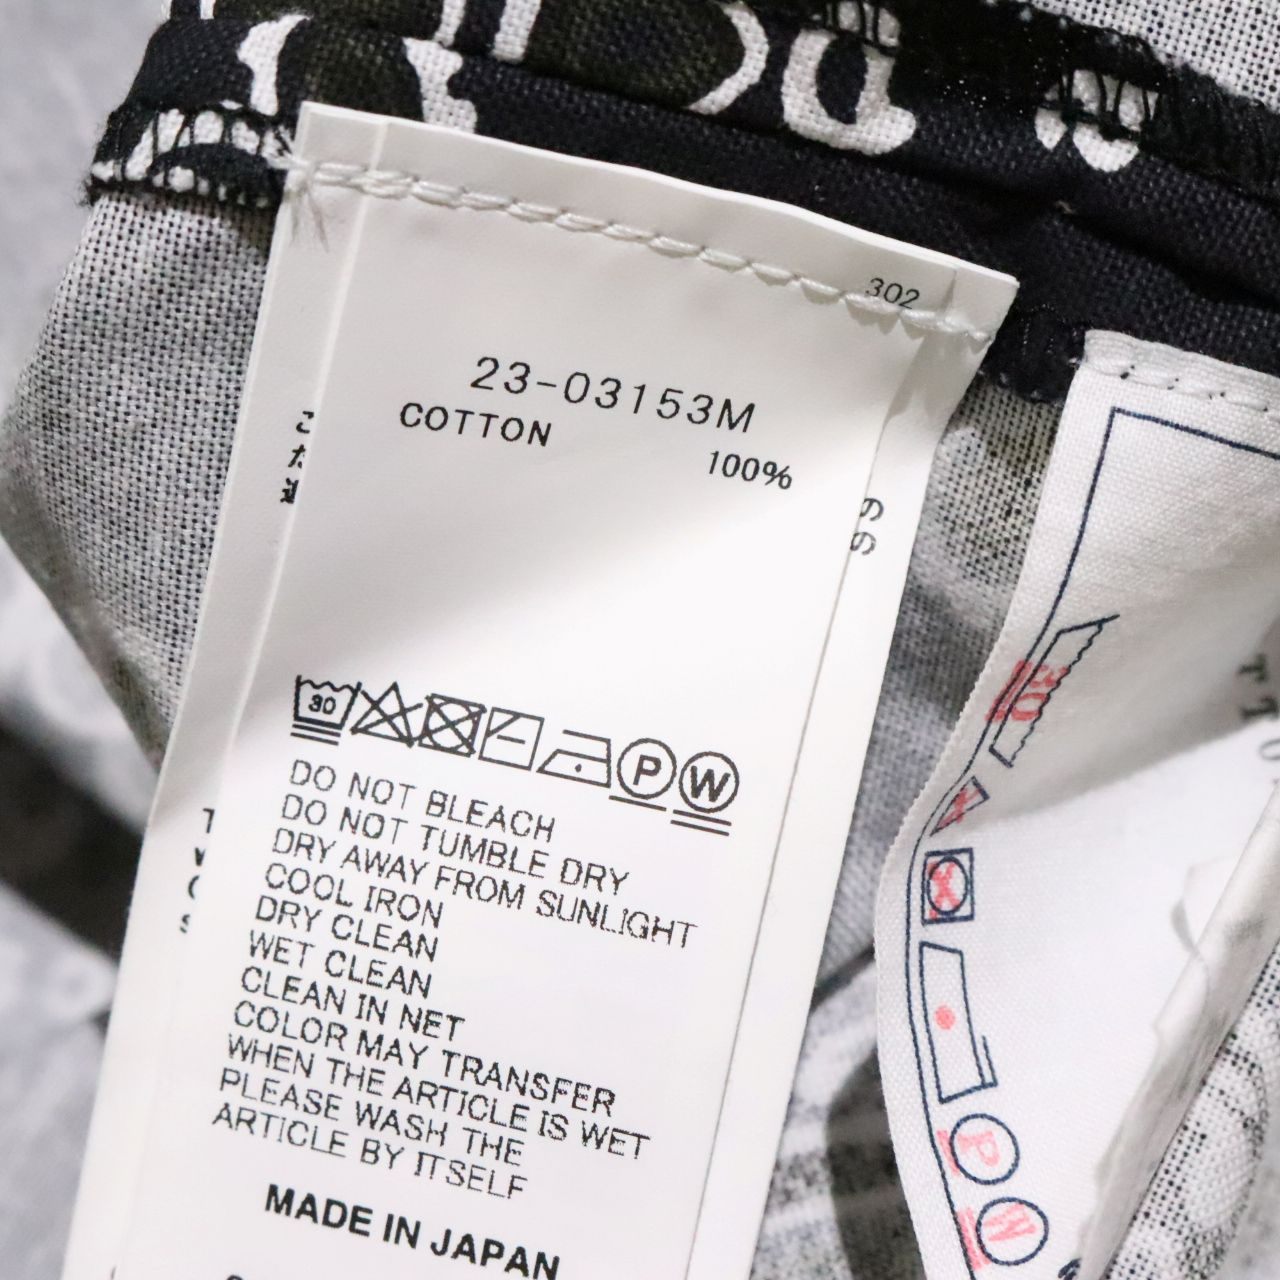 302
23-03153M
COTTON
100%
30
P W
DO NOT BLEACH
DO NOT TUMBLE DRY
DRY AWAY FROM SUNLIGHT
COOL IRON
DRY CLEAN
WET CLEAN
CLEAN IN NET
COLOR MAY TRANSFER
WHEN THE ARTICLE IS WET
PLEASE WASH THE
ARTICLE BY ITSELF
MADE IN JAPAN
30
P
W